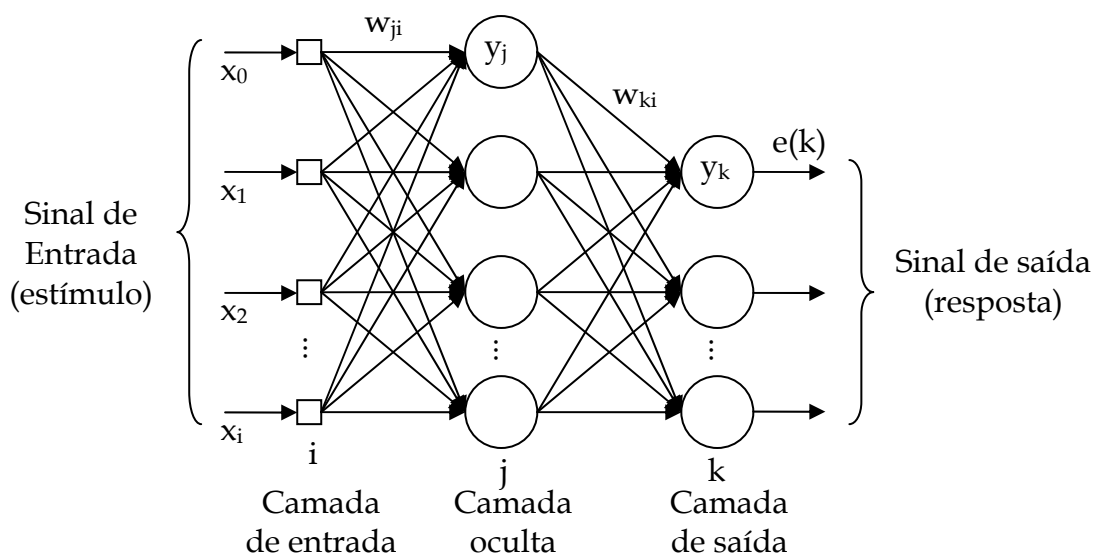 w_ji
x_0
y_j
w_ki
e(k)
x_1
y_k
Sinal de
Entrada
(estímulo)
Sinal de saída
(resposta)
x_2
...
...
...
x_i
i
j
k
Camada
de entrada
Camada
oculta
Camada
de saída